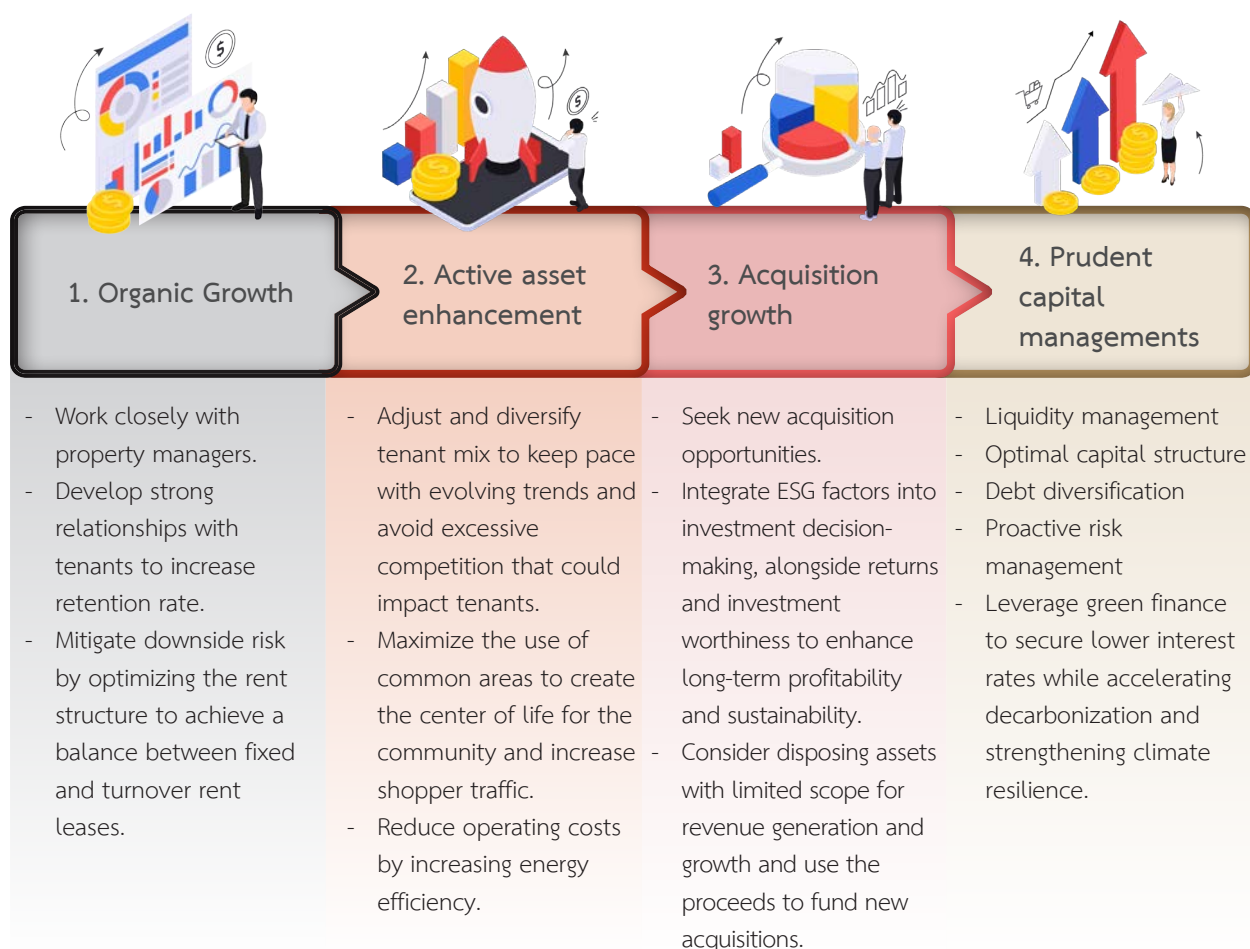 1. Organic Growth
2. Active asset
enhancement
3. Acquisition
growth
4. Prudent
capital
managements
- Work closely with
property managers.
- Develop strong
relationships with
tenants to increase
retention rate.
- Mitigate downside risk
by optimizing the rent
structure to achieve a
balance between fixed
and turnover rent
leases.
- Adjust and diversify
tenant mix to keep pace
with evolving trends and
avoid excessive
competition that could
impact tenants.
- Maximize the use of
common areas to create
the center of life for the
community and increase
shopper traffic.
- Reduce operating costs
by increasing energy
efficiency.
- Seek new acquisition
opportunities.
- Integrate ESG factors into
investment decision-
making, alongside returns
and investment
worthiness to enhance
long-term profitability
and sustainability.
- Consider disposing assets
with limited scope for
revenue generation and
growth and use the
proceeds to fund new
acquisitions.
- Liquidity management
- Optimal capital structure
- Debt diversification
- Proactive risk
management
- Leverage green finance
to secure lower interest
rates while accelerating
decarbonization and
strengthening climate
resilience.